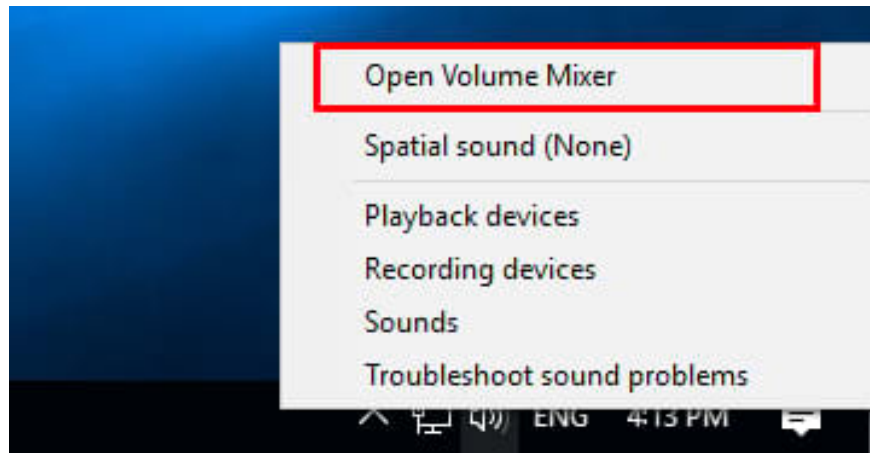 Open Volume Mixer
Spatial sound (None)
Playback devices
Recording devices
Sounds
Troubleshoot sound problems
ENG 4:13 PM